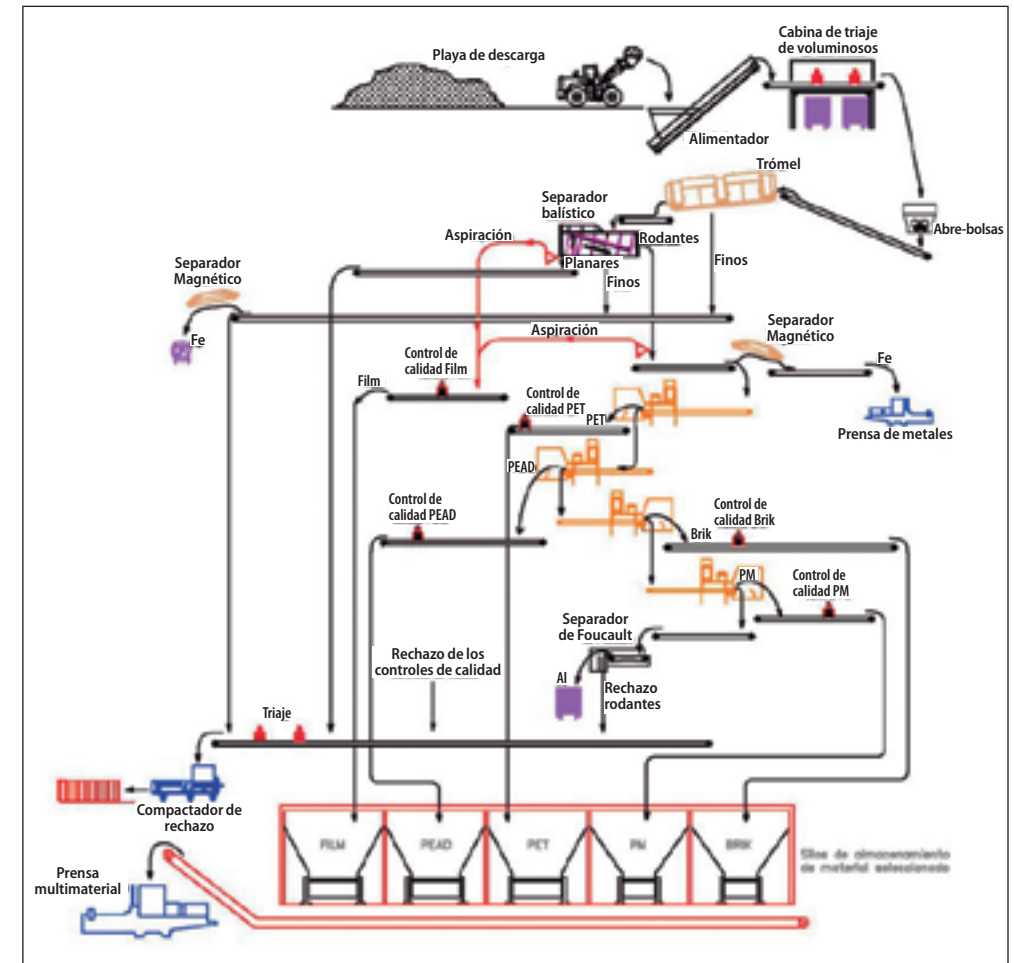 Cabina de triaje
de voluminosos
Playa de descarga
Alimentador
Trómel
Separador
balístico
Abre-bolsas
Aspiración
Rodantes
Planares
Finos
Finos
Separador
Magnético
Fe
Aspiración
Separador
Magnético
Fe
Control de
calidad Film
Film
Control de
calidad PET
PET
Prensa de metales
PEAD
Control de
calidad PEAD
Control de
calidad Brik
Brik
PM
Control de
calidad PM
Separador
de Foucault
Rechazo de los
controles de calidad
Al
Rechazo
rodantes
Triaje
Compactador de
rechazo
FILM
PEAD
PET
PM
BRIK
Silos de almacenamiento
de material seleccionado
Prensa
multimaterial